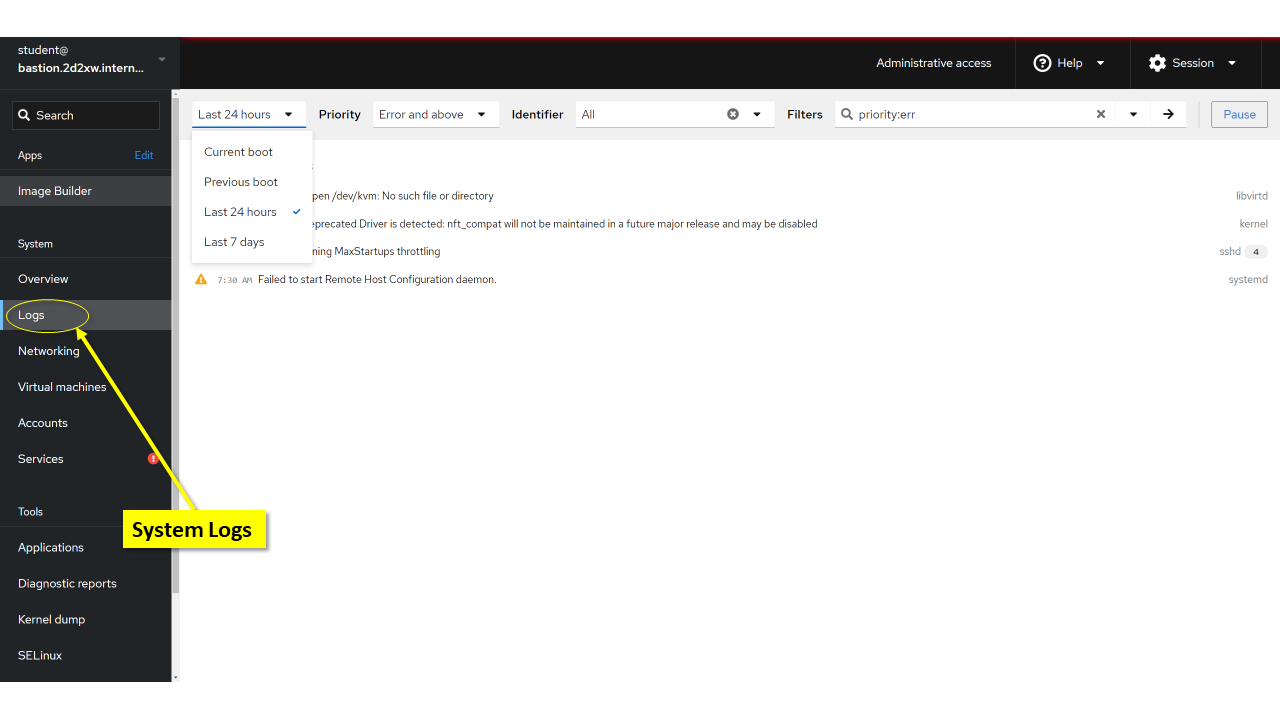 student@
bastion.2d2xw.intern...
Administrative access
Help
Session
Search
Last 24 hours
Priority
Error and above
Identifier
All
Filters
priority:err
Pause
Current boot
Previous boot
Last 24 hours
Last 7 days
Apps
Edit
Image Builder
System
Overview
Logs
Networking
Virtual machines
Accounts
Services
Tools
Applications
Diagnostic reports
Kernel dump
SELinux
pen /dev/kvm: No such file or directory
libvirtd
eprecated Driver is detected: nft_compat will not be maintained in a future major release and may be disabled
kernel
ning MaxStartups throttling
sshd 4
7:30 AM Failed to start Remote Host Configuration daemon.
systemd
System Logs